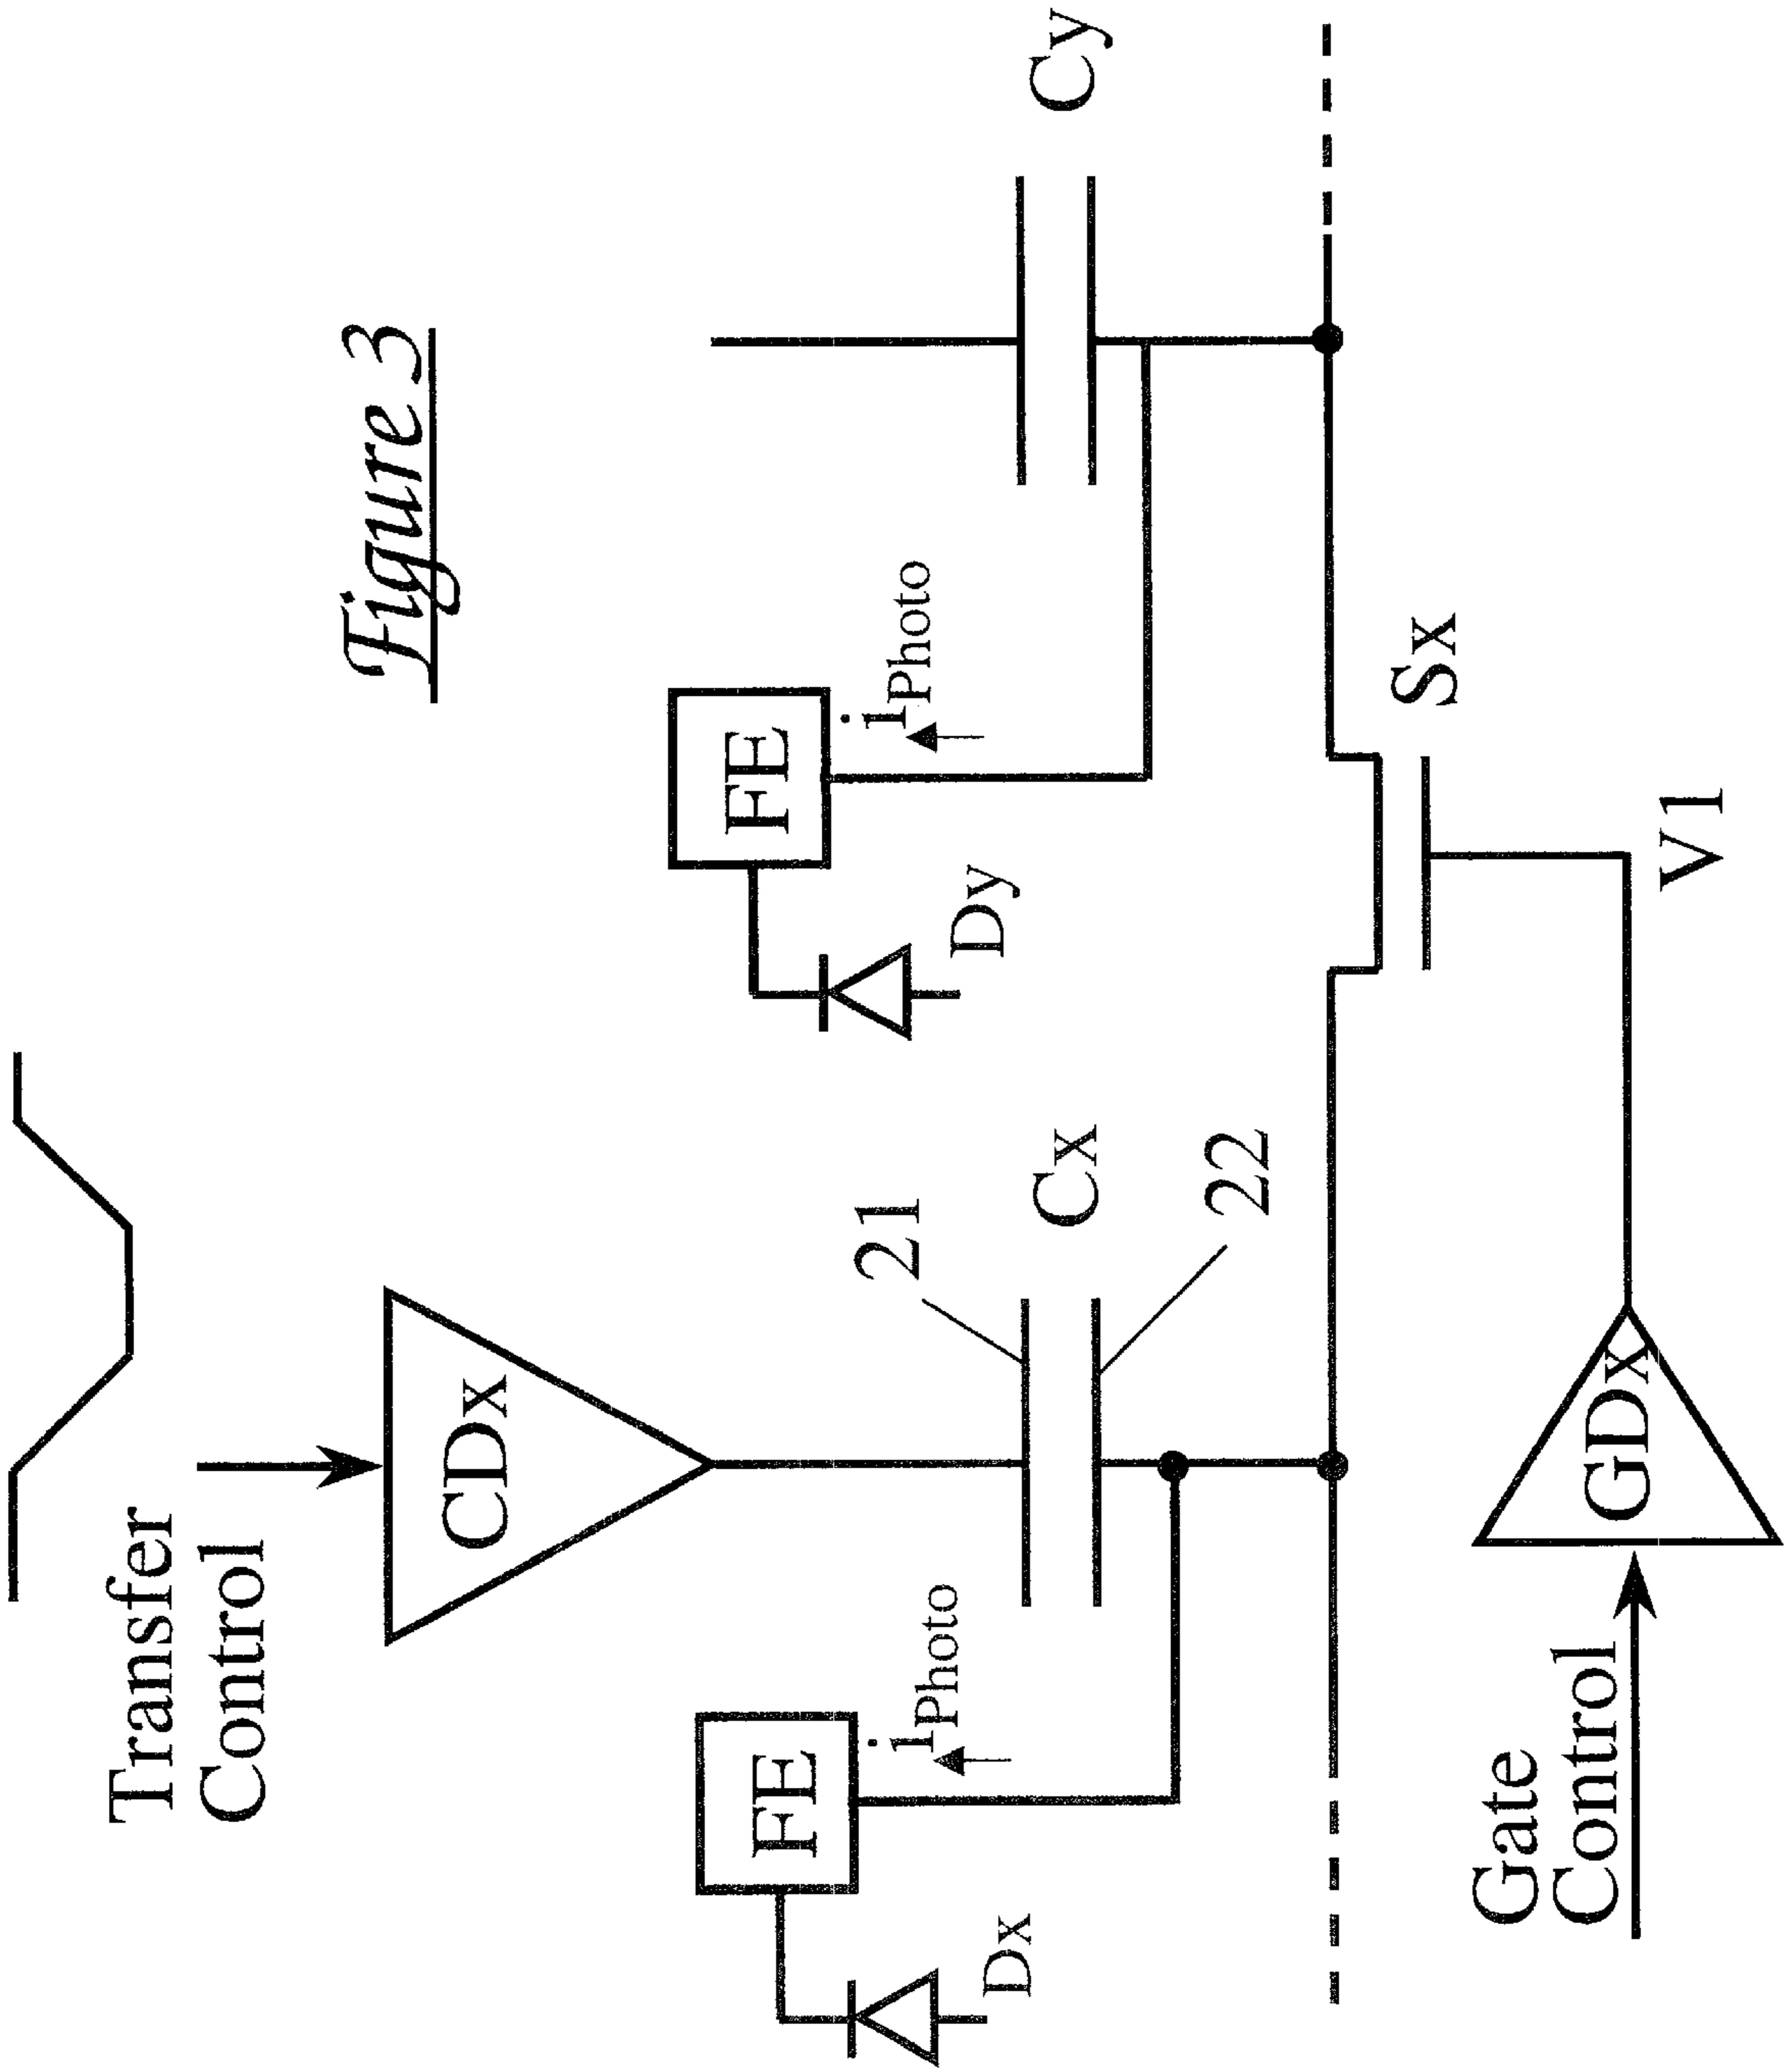 Figure 3
Transfer
Control
CDx
21
Cx
22
FE
iPhoto
Dx
FE
iPhoto
Dy
Cy
Sx
V1
GDx
Gate
Control